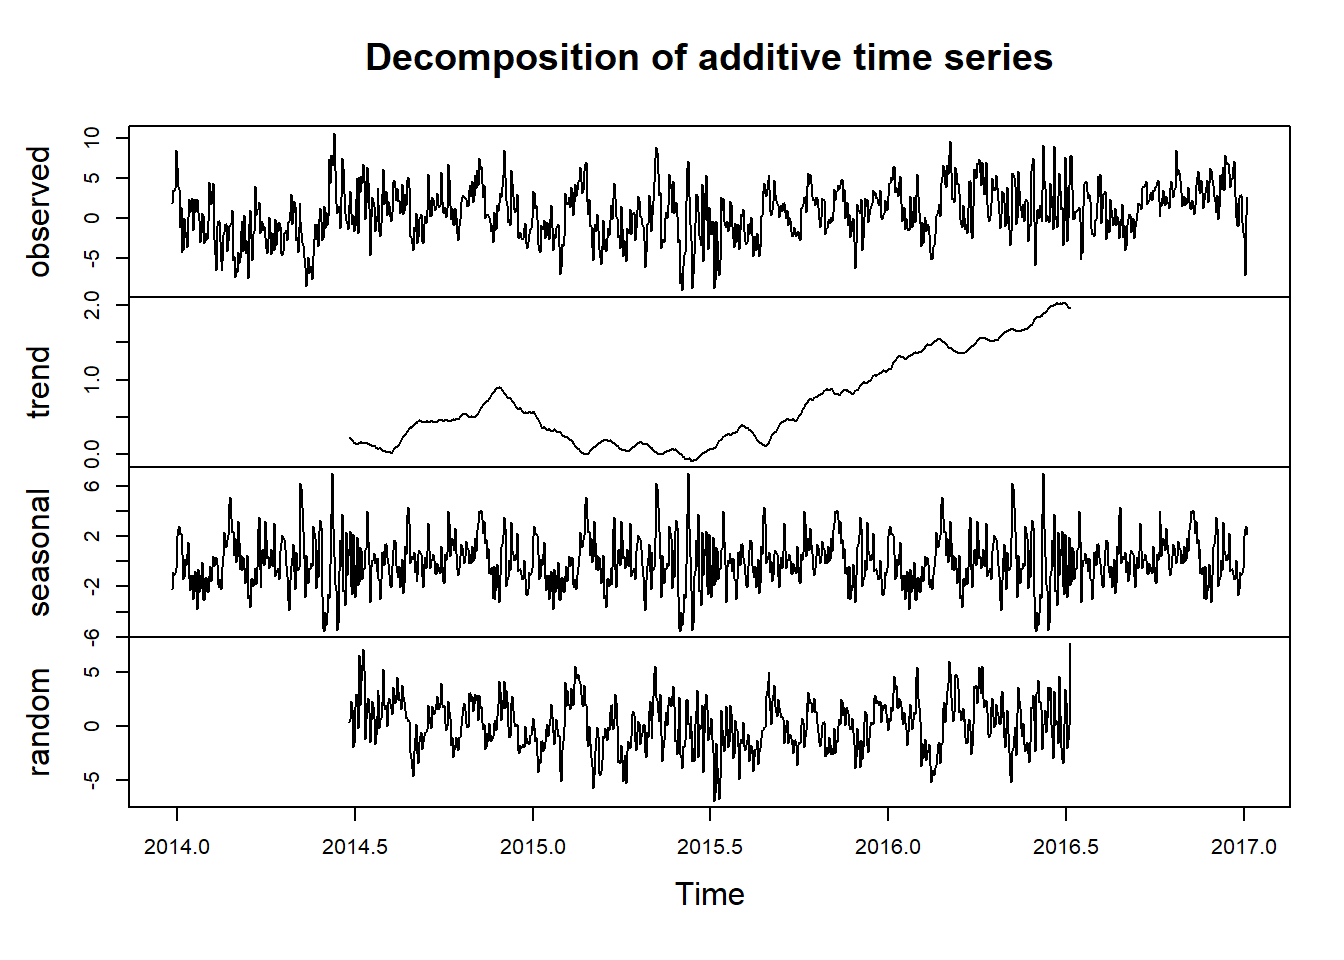 Decomposition of additive time series
observed
-5 0 5 10
trend
0.0 1.0 2.0
seasonal
-6 -2 2 6
random
-5 0 5
2014.0 2014.5 2015.0 2015.5 2016.0 2016.5 2017.0
Time